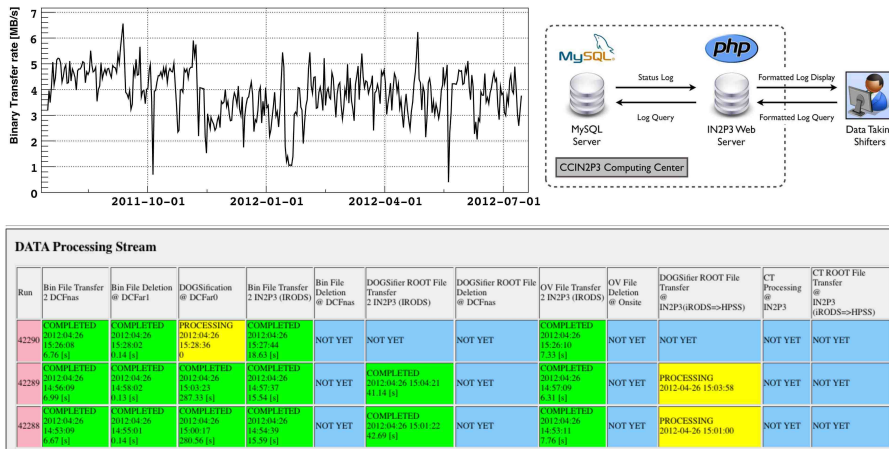 Binary Transfer rate [MB/s]
7
6
5
4
3
2
1
0
2011-10-01
2012-01-01
2012-04-01
2012-07-01
MySQL
php
Status Log
Log Query
Formatted Log Display
Formatted Log Query
MySQL
Server
IN2P3 Web
Server
Data Takin
Shifters
CCIN2P3 Computing Center
DATA Processing Stream
Run
Bin File Transfer
2 DCFnas
Bin File Deletion
@ DCFar1
DOGSification
@ DCFar0
Bin File Transfer
2 IN2P3 (IRODS)
Bin File
Deletion
@ DCFnas
DOGSifier ROOT File
Transfer
2 IN2P3 (IRODS)
DOGSifier ROOT File
Deletion
@ DCFnas
OV File Transfer
2 IN2P3 (IRODS)
OV File
Deletion
@ Onsite
DOGSifier ROOT File
Transfer
@
IN2P3(iRODS=>HPSS)
CT
Processing
@
IN2P3
CT ROOT File
Transfer
@
IN2P3
(iRODS=>HPSS)
42290
COMPLETED
2012:04:26
15:26:08
6.76 [s]
COMPLETED
2012:04:26
15:28:02
0.14 [s]
PROCESSING
2012:04:26
15:28:36
0
COMPLETED
2012:04:26
15:27:44
18.63 [s]
NOT YET
NOT YET
NOT YET
COMPLETED
2012:04:26
15:26:10
7.33 [s]
NOT YET
NOT YET
NOT YET
NOT YET
42289
COMPLETED
2012:04:26
14:56:09
6.99 [s]
COMPLETED
2012:04:26
14:58:02
0.13 [s]
COMPLETED
2012:04:26
15:03:23
287.33 [s]
COMPLETED
2012:04:26
14:57:37
15.54 [s]
NOT YET
COMPLETED
2012:04:26 15:04:21
41.14 [s]
NOT YET
COMPLETED
2012:04:26
14:57:09
6.31 [s]
NOT YET
PROCESSING
2012-04-26 15:03:58
NOT YET
NOT YET
42288
COMPLETED
2012:04:26
14:53:09
6.67 [s]
COMPLETED
2012:04:26
14:55:01
0.14 [s]
COMPLETED
2012:04:26
15:00:17
280.56 [s]
COMPLETED
2012:04:26
14:54:39
15.59 [s]
NOT YET
COMPLETED
2012:04:26 15:01:22
42.69 [s]
NOT YET
COMPLETED
2012:04:26
14:53:11
7.76 [s]
NOT YET
PROCESSING
2012-04-26 15:01:00
NOT YET
NOT YET